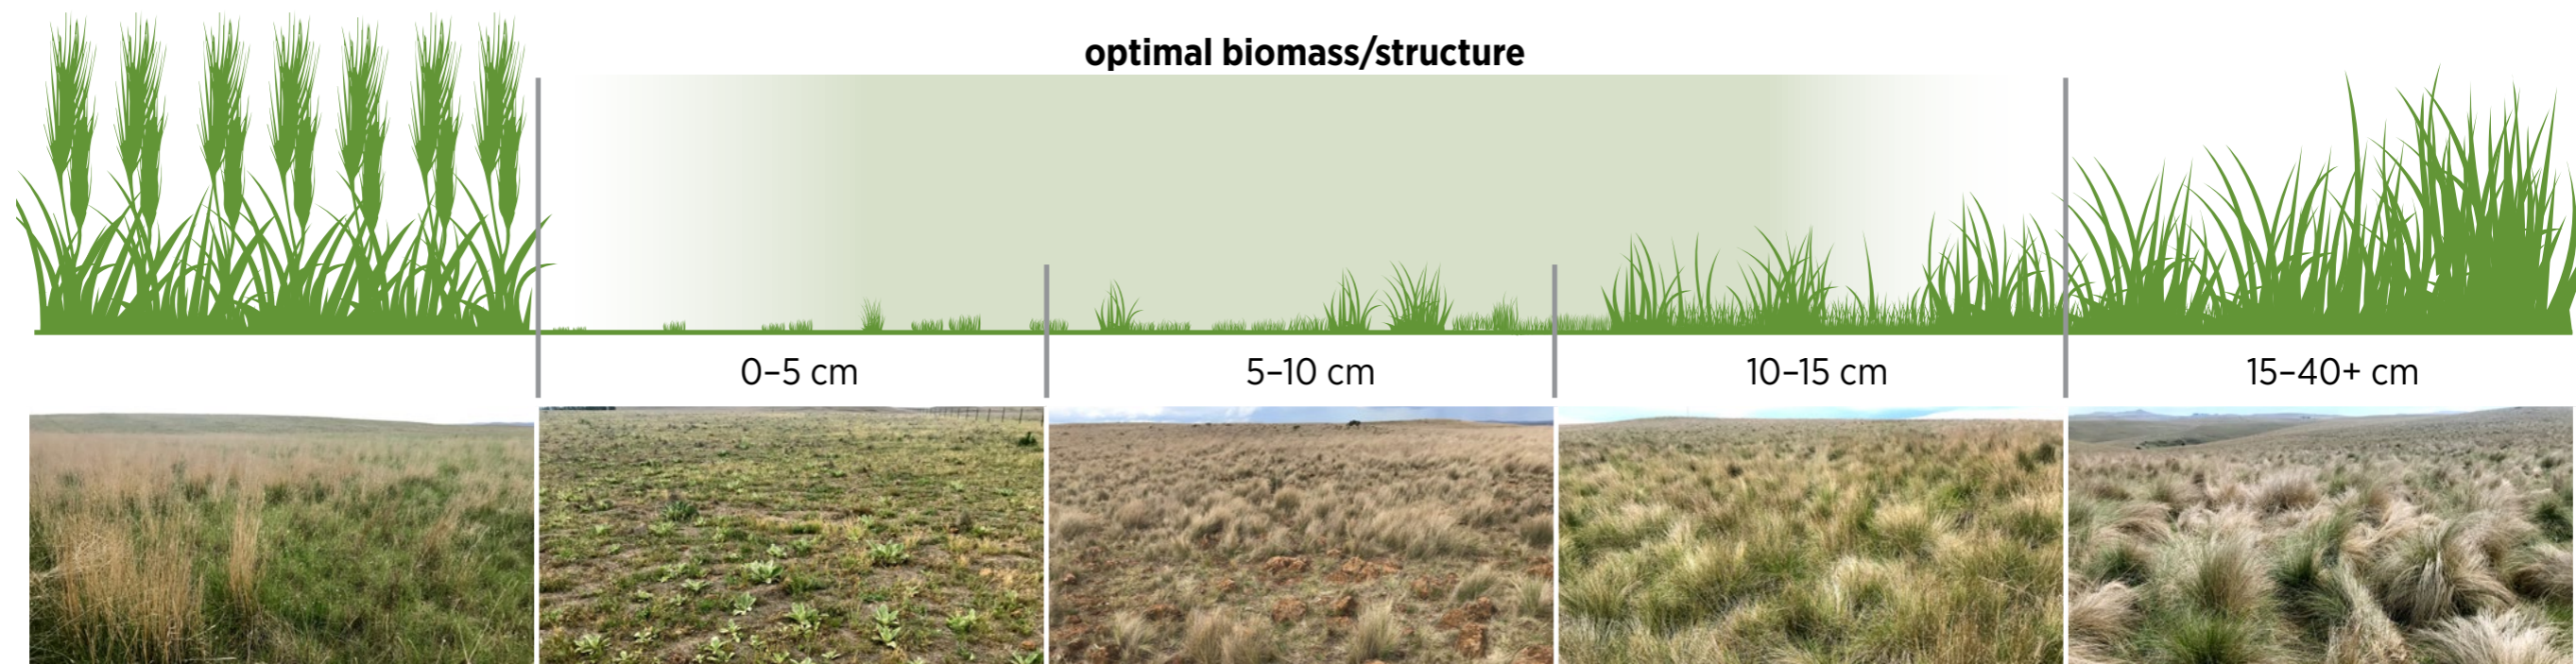 optimal biomass/structure
0–5 cm
5–10 cm
10–15 cm
15–40+ cm